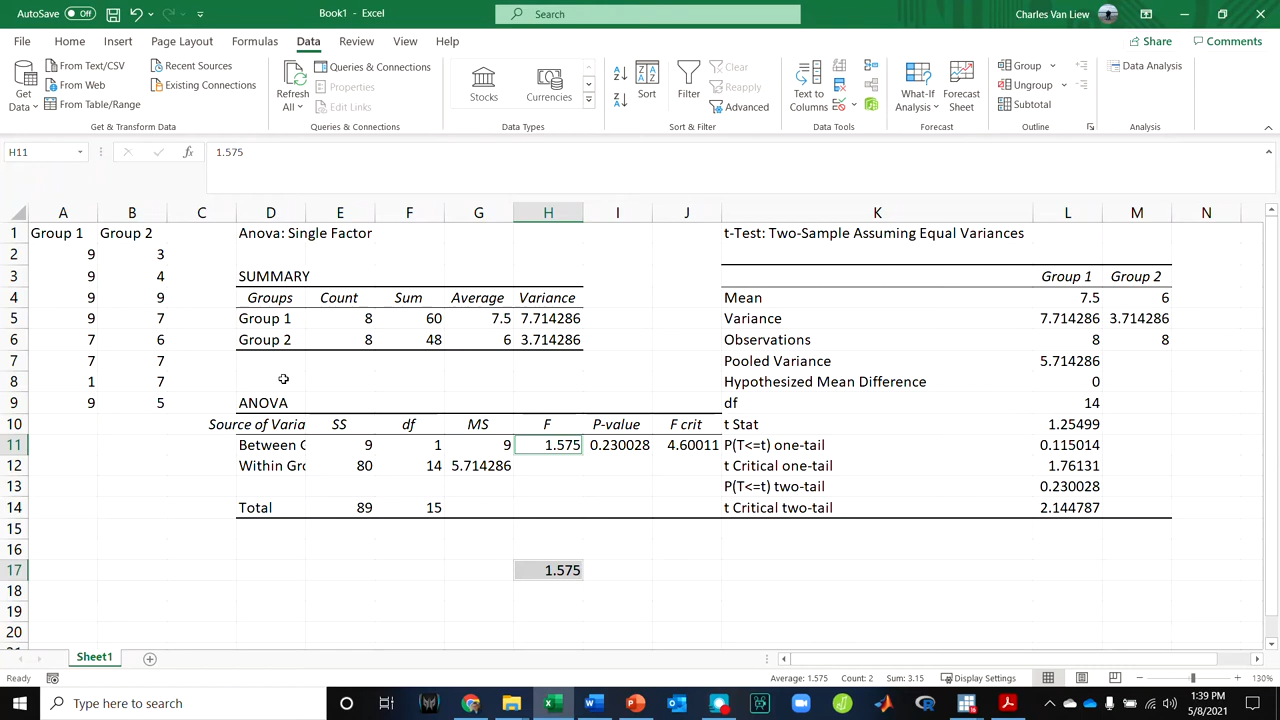 AutoSave Off Book1 - Excel Search Charles Van Liew
File Home Insert Page Layout Formulas Data Review View Help Share Comments
Get Data From Text/CSV From Web From Table/Range Recent Sources Existing Connections
Refresh All Queries & Connections Properties Edit Links
Stocks Currencies
Sort Filter Clear Reapply Advanced
Text to Columns
What-If Analysis Forecast Sheet
Group Ungroup Subtotal
Data Analysis
Get & Transform Data Queries & Connections Data Types Sort & Filter Data Tools Forecast Outline Analysis
H11 fx 1.575
A B C D E F G H I J K L M N
1 Group 1 Group 2 Anova: Single Factor t-Test: Two-Sample Assuming Equal Variances
2 9 3
3 9 4 SUMMARY Group 1 Group 2
4 9 9 Groups Count Sum Average Variance Mean 7.5 6
5 9 7 Group 1 8 60 7.5 7.714286 Variance 7.714286 3.714286
6 7 6 Group 2 8 48 6 3.714286 Observations 8 8
7 7 7 Pooled Variance 5.714286
8 1 7 Hypothesized Mean Difference 0
9 9 5 ANOVA df 14
10 Source of Varia SS df MS F P-value F crit t Stat 1.25499
11 Between G 9 1 9 1.575 0.230028 4.60011 P(T<=t) one-tail 0.115014
12 Within Gro 80 14 5.714286 t Critical one-tail 1.76131
13 P(T<=t) two-tail 0.230028
14 Total 89 15 t Critical two-tail 2.144787
15
16
17 1.575
18
19
20
Sheet1
Ready Average: 1.575 Count: 2 Sum: 3.15 Display Settings 130%
Type here to search 1:39 PM
5/8/2021